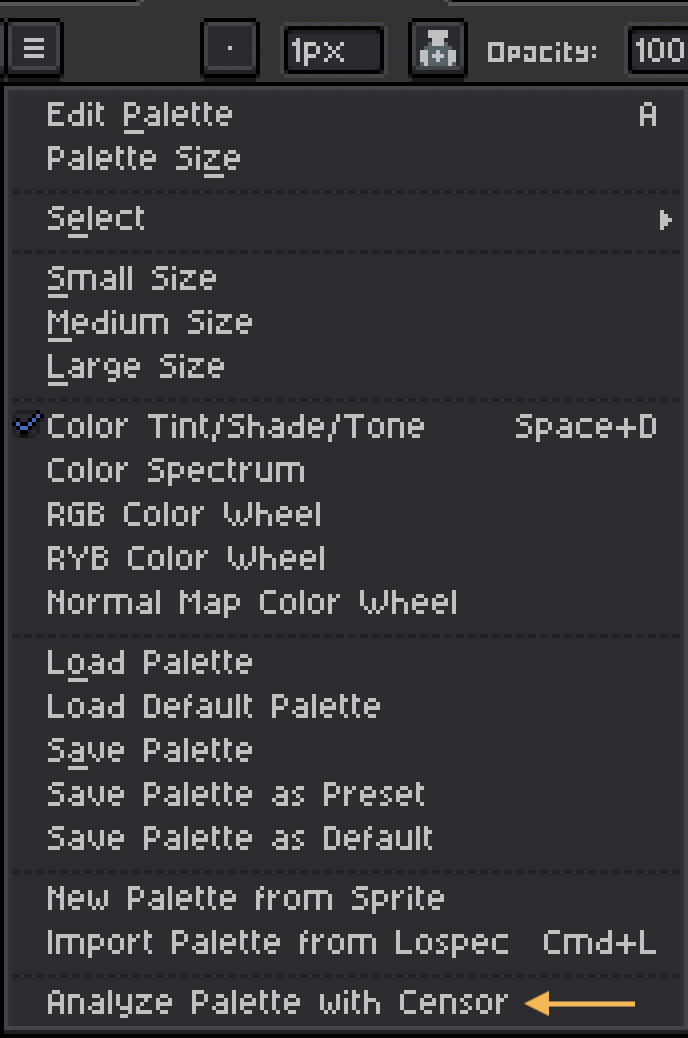 1px Opacity: 100
Edit Palette A
Palette Size
Select
Small Size
Medium Size
Large Size
Color Tint/Shade/Tone Space+D
Color Spectrum
RGB Color Wheel
RYB Color Wheel
Normal Map Color Wheel
Load Palette
Load Default Palette
Save Palette
Save Palette as Preset
Save Palette as Default
New Palette from Sprite
Import Palette from Lospec Cmd+L
Analyze Palette with Censor